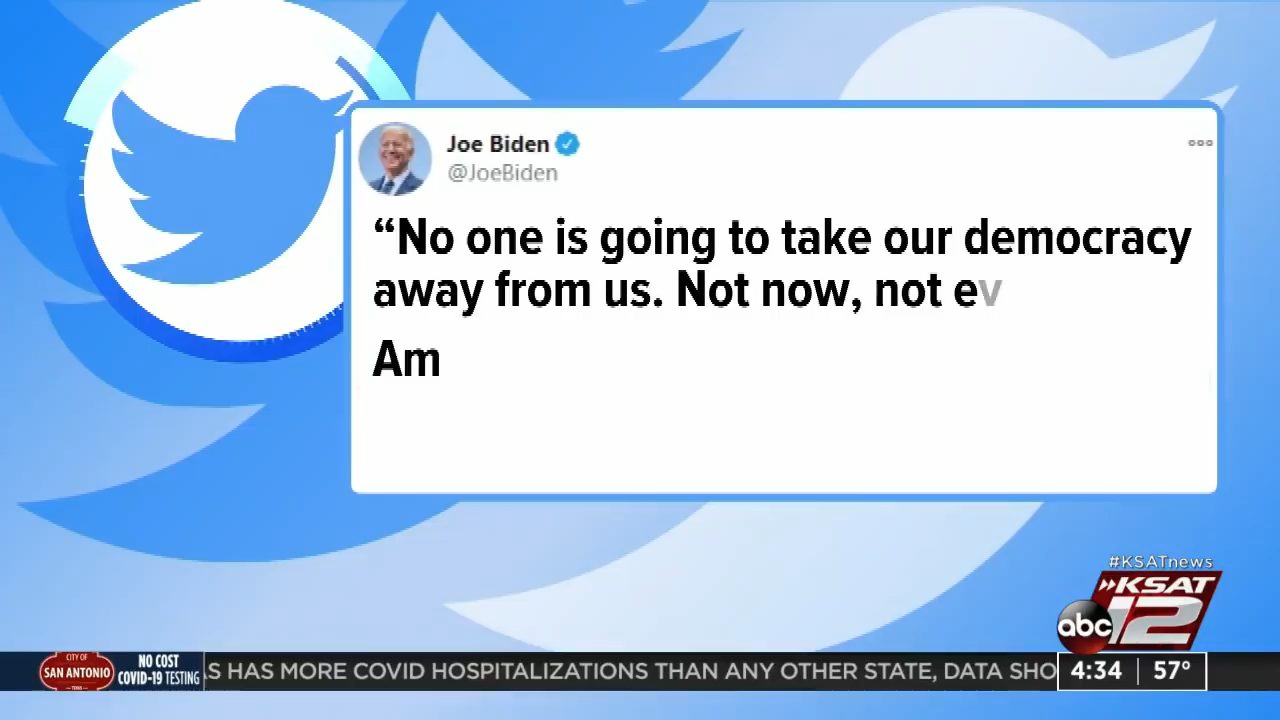 Joe Biden
@JoeBiden
“No one is going to take our democracy
away from us. Not now, not ev
Am
#KSATnews
KSAT
abc 12
CITY OF
SAN ANTONIO
TEXAS
NO COST
COVID-19 TESTING
S HAS MORE COVID HOSPITALIZATIONS THAN ANY OTHER STATE, DATA SHO
4:34 57°